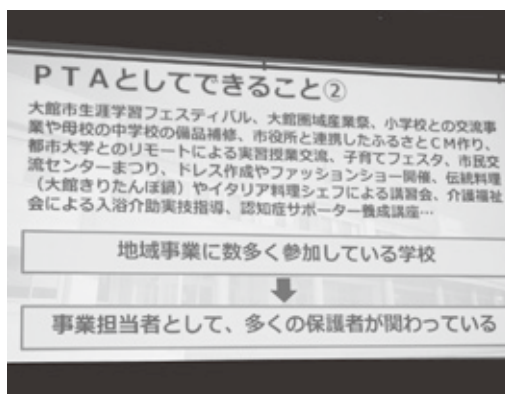 PTAとしてできること②
大館市生涯学習フェスティバル、大館圏域産業祭、小学校との交流事
業や母校の中学校の備品補修、市役所と連携したふるさとCM作り、
都市大学とのリモートによる実習授業交流、子育てフェスタ、市民交
流センターまつり、ドレス作成やファッションショー開催、伝統料理
（大館きりたんぽ鍋）やイタリア料理シェフによる講習会、介護福祉
会による入浴介助実技指導、認知症サポーター養成講座…
地域事業に数多く参加している学校
事業担当者として、多くの保護者が関わっている